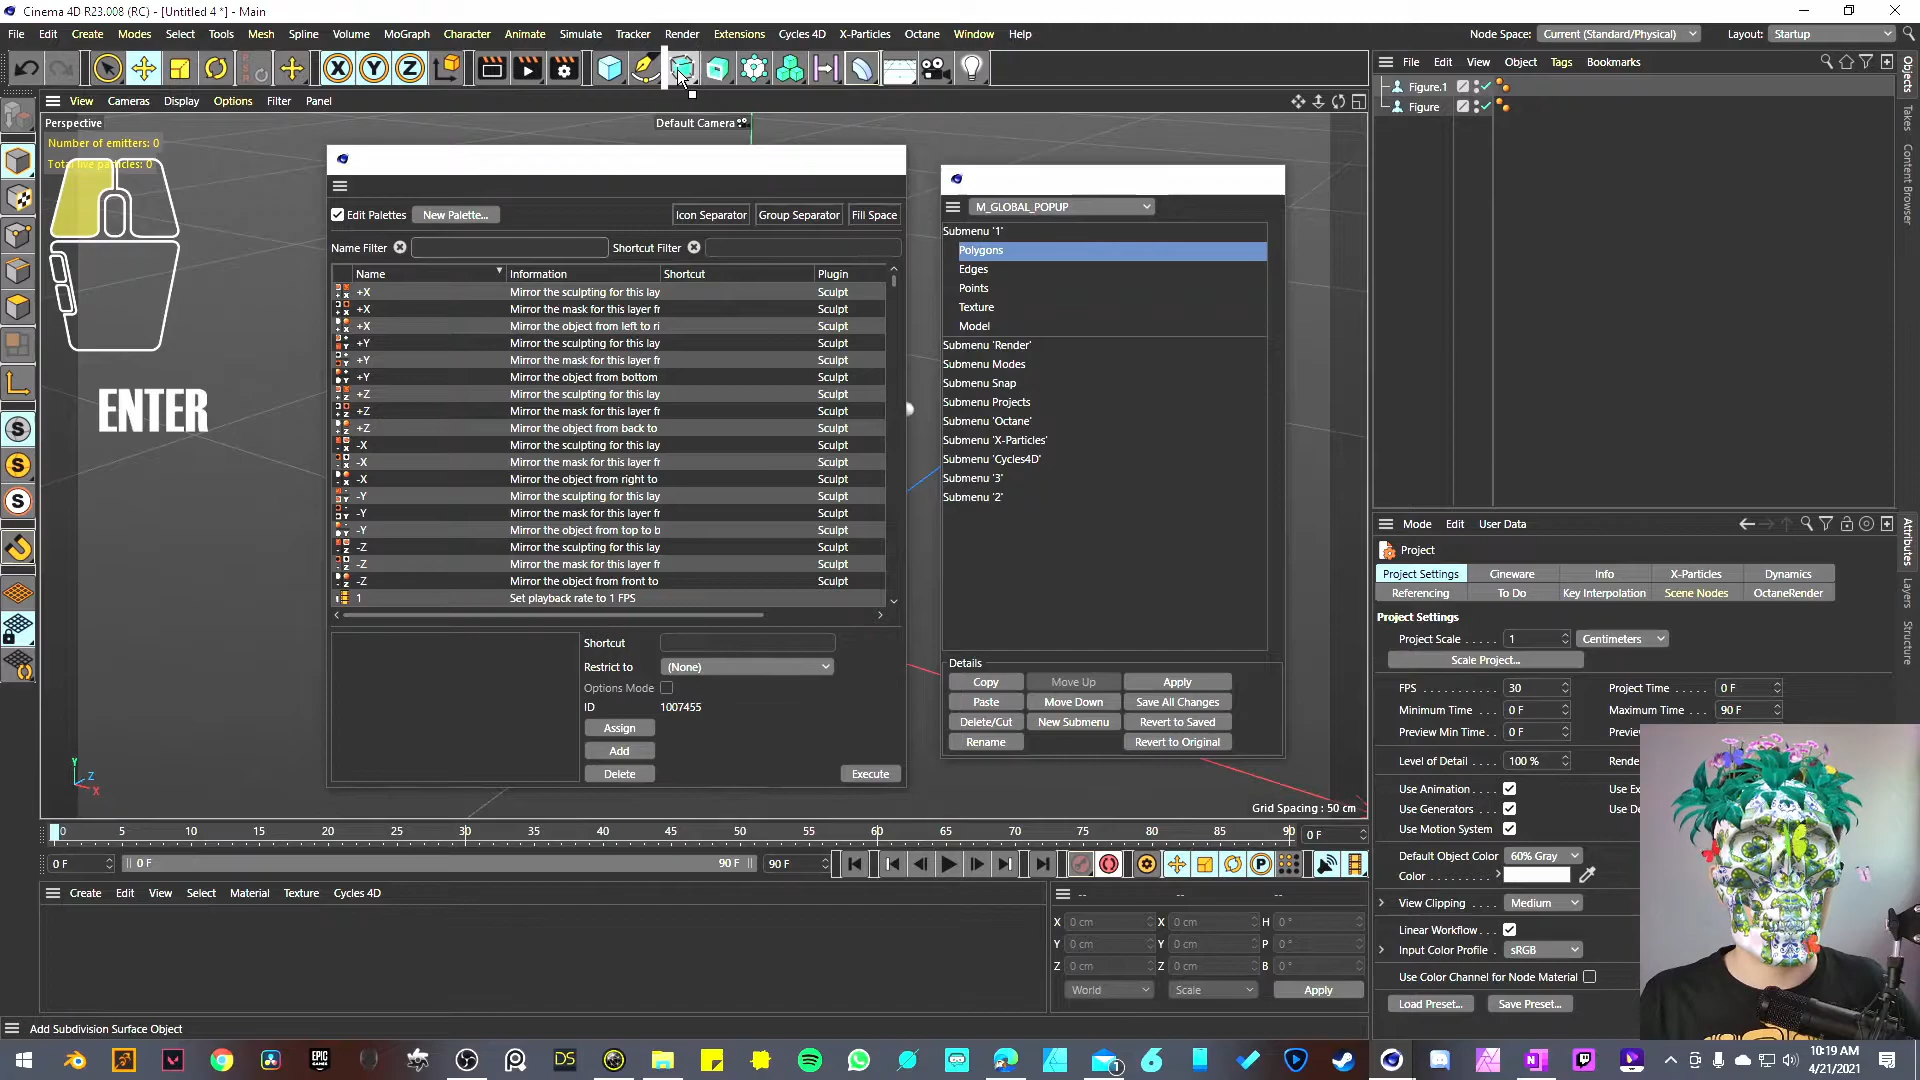 Cinema 4D R23.008 (RC) - [Untitled 4 *] - Main
File Edit Create Modes Select Tools Mesh Spline Volume MoGraph Character Animate Simulate Tracker Render Extensions Cycles 4D X-Particles Octane Window Help
Node Space: Current (Standard/Physical) Layout: Startup
File Edit View Object Tags Bookmarks
Figure.1
Figure
Objects
Takes
Content Browser
View Cameras Display Options Filter Panel
Perspective
Default Camera
Number of emitters: 0
Total live particles: 0
ENTER
Edit Palettes New Palette... Icon Separator Group Separator Fill Space
Name Filter Shortcut Filter
Name Information Shortcut Plugin
+X Mirror the sculpting for this lay Sculpt
+X Mirror the mask for this layer fr Sculpt
+X Mirror the object from left to ri Sculpt
+Y Mirror the sculpting for this lay Sculpt
+Y Mirror the mask for this layer fr Sculpt
+Y Mirror the object from bottom Sculpt
+Z Mirror the sculpting for this lay Sculpt
+Z Mirror the mask for this layer fr Sculpt
+Z Mirror the object from back to Sculpt
-X Mirror the sculpting for this lay Sculpt
-X Mirror the mask for this layer fr Sculpt
-X Mirror the object from right to Sculpt
-Y Mirror the sculpting for this lay Sculpt
-Y Mirror the mask for this layer fr Sculpt
-Y Mirror the object from top to b Sculpt
-Z Mirror the sculpting for this lay Sculpt
-Z Mirror the mask for this layer fr Sculpt
-Z Mirror the object from front to Sculpt
1 Set playback rate to 1 FPS
Shortcut
Restrict to (None)
Options Mode
ID 1007455
Assign
Add
Delete
Execute
M_GLOBAL_POPUP
Submenu '1'
Polygons
Edges
Points
Texture
Model
Submenu 'Render'
Submenu Modes
Submenu Snap
Submenu Projects
Submenu 'Octane'
Submenu 'X-Particles'
Submenu 'Cycles4D'
Submenu '3'
Submenu '2'
Details
Copy Move Up Apply
Paste Move Down Save All Changes
Delete/Cut New Submenu Revert to Saved
Rename Revert to Original
Grid Spacing : 50 cm
Y
Z
X
0 5 10 15 20 25 30 35 40 45 50 55 60 65 70 75 80 85 90 0 F
0 F 0 F 90 F 90 F
Create Edit View Select Material Texture Cycles 4D
-- -- --
X 0 cm X 0 cm H 0 °
Y 0 cm Y 0 cm P 0 °
Z 0 cm Z 0 cm B 0 °
World Scale Apply
Mode Edit User Data
Project
Project Settings Cineware Info X-Particles Dynamics
Referencing To Do Key Interpolation Scene Nodes OctaneRender
Project Settings
Project Scale . . . . . 1 Centimeters
Scale Project...
FPS . . . . . . . . . . 30 Project Time . . 0 F
Minimum Time . . 0 F Maximum Time . . 90 F
Preview Min Time . . 0 F
Level of Detail . . . 100 %
Use Animation . . . .
Use Generators . . .
Use Motion System
Default Object Color 60% Gray
Color . . . . . . . .
View Clipping . . . . Medium
Linear Workflow . .
Input Color Profile . sRGB
Use Color Channel for Node Material
Load Preset... Save Preset...
Attributes
Layers
Structure
Add Subdivision Surface Object
10:19 AM
4/21/2021